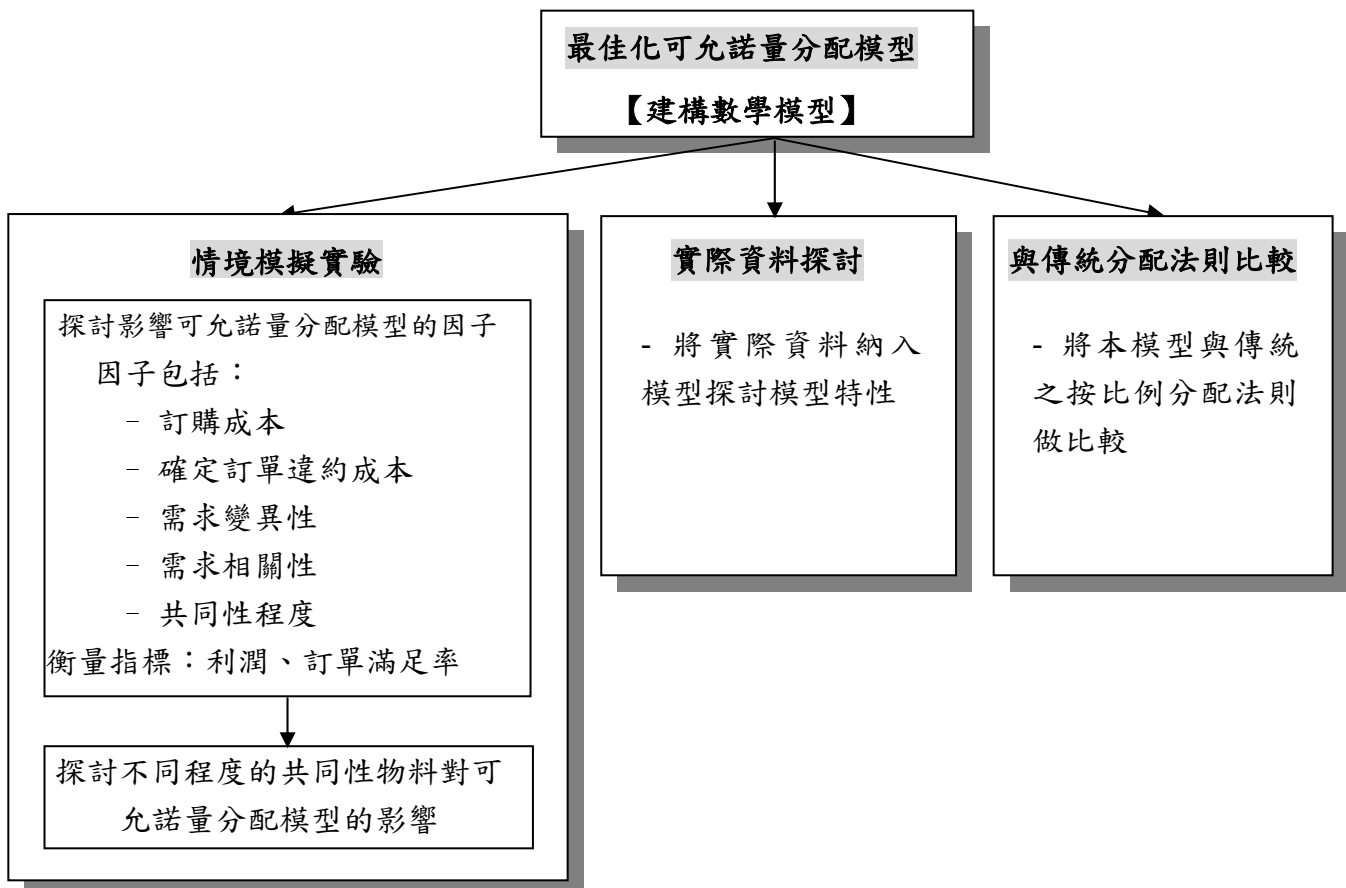 最佳化可允諾量分配模型
【建構數學模型】
情境模擬實驗
探討影響可允諾量分配模型的因子
因子包括：
- 訂購成本
- 確定訂單違約成本
- 需求變異性
- 需求相關性
- 共同性程度
衡量指標：利潤、訂單滿足率
探討不同程度的共同性物料對可
允諾量分配模型的影響
實際資料探討
- 將實際資料納入
模型探討模型特性
與傳統分配法則比較
- 將本模型與傳統
之按比例分配法則
做比較